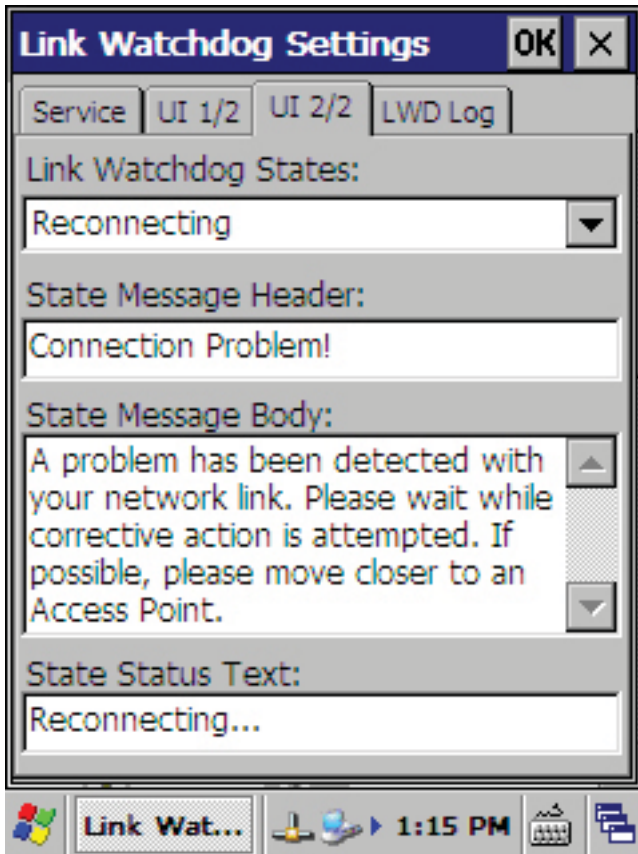 Link Watchdog Settings OK ×
Service UI 1/2 UI 2/2 LWD Log
Link Watchdog States:
Reconnecting
State Message Header:
Connection Problem!
State Message Body:
A problem has been detected with
your network link. Please wait while
corrective action is attempted. If
possible, please move closer to an
Access Point.
State Status Text:
Reconnecting...
Link Wat... 1:15 PM